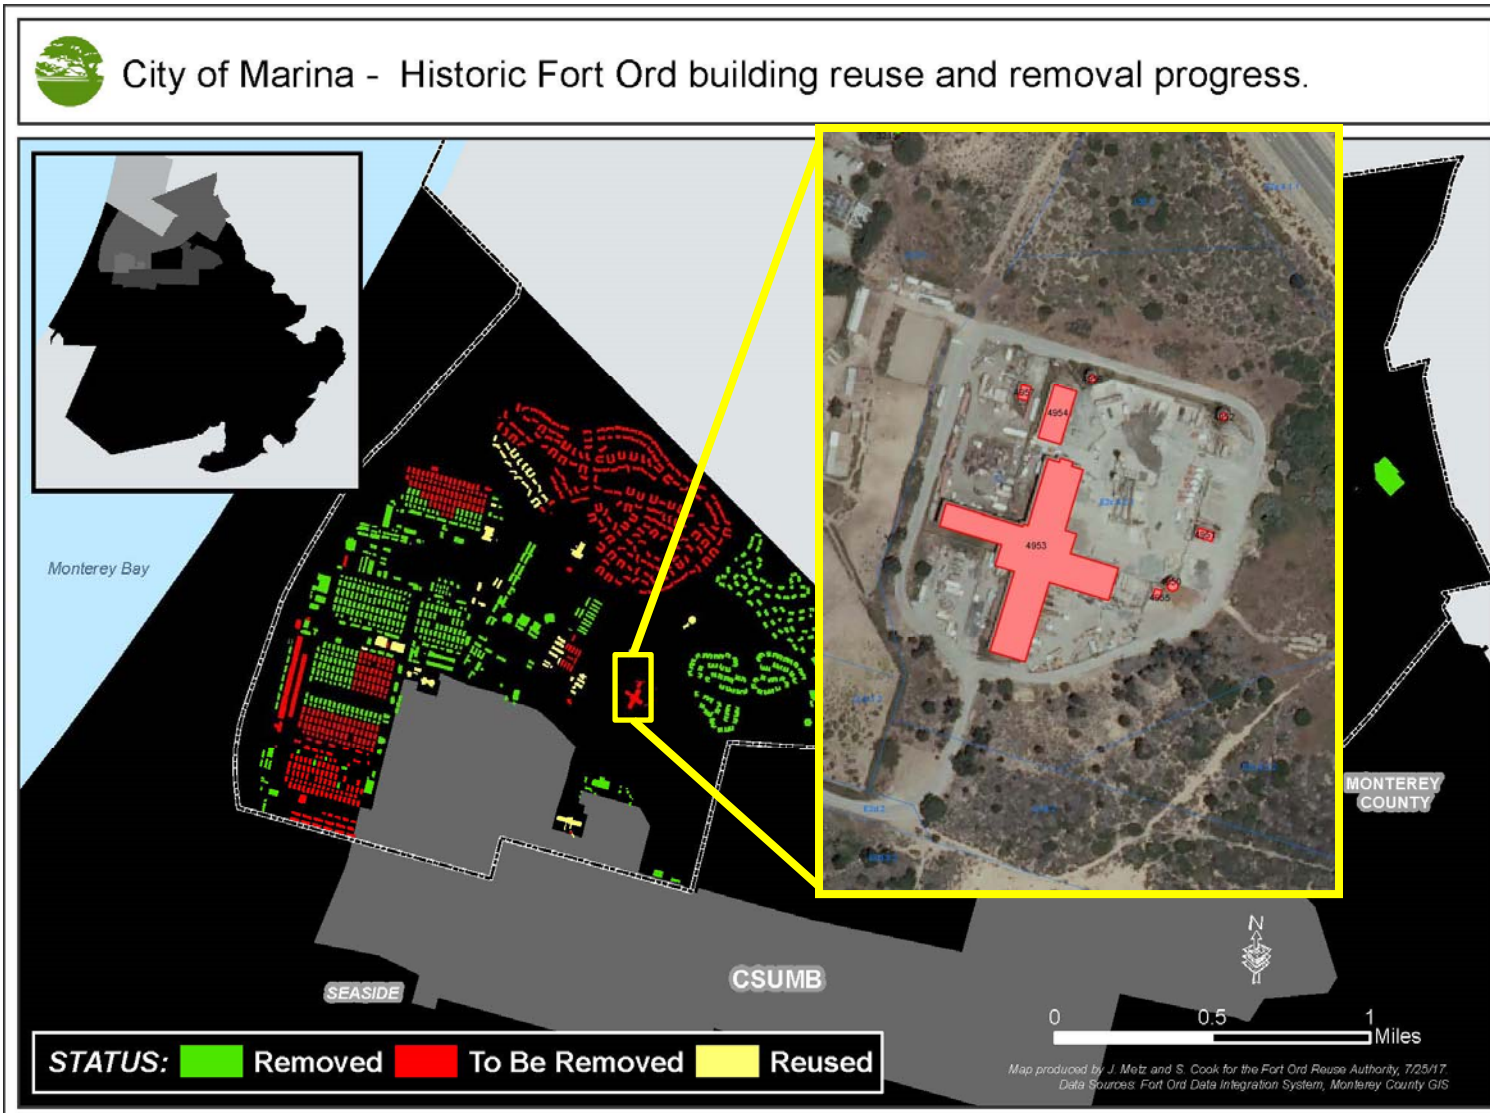 City of Marina - Historic Fort Ord building reuse and removal progress.
Monterey Bay
4954
4953
4955
MONTEREY
COUNTY
N
CSUMB
SEASIDE
0 0.5 1
Miles
STATUS: Removed To Be Removed Reused
Map produced by J. Metz and S. Cook for the Fort Ord Reuse Authority, 7/25/17.
Data Sources: Fort Ord Data Integration System, Monterey County GIS